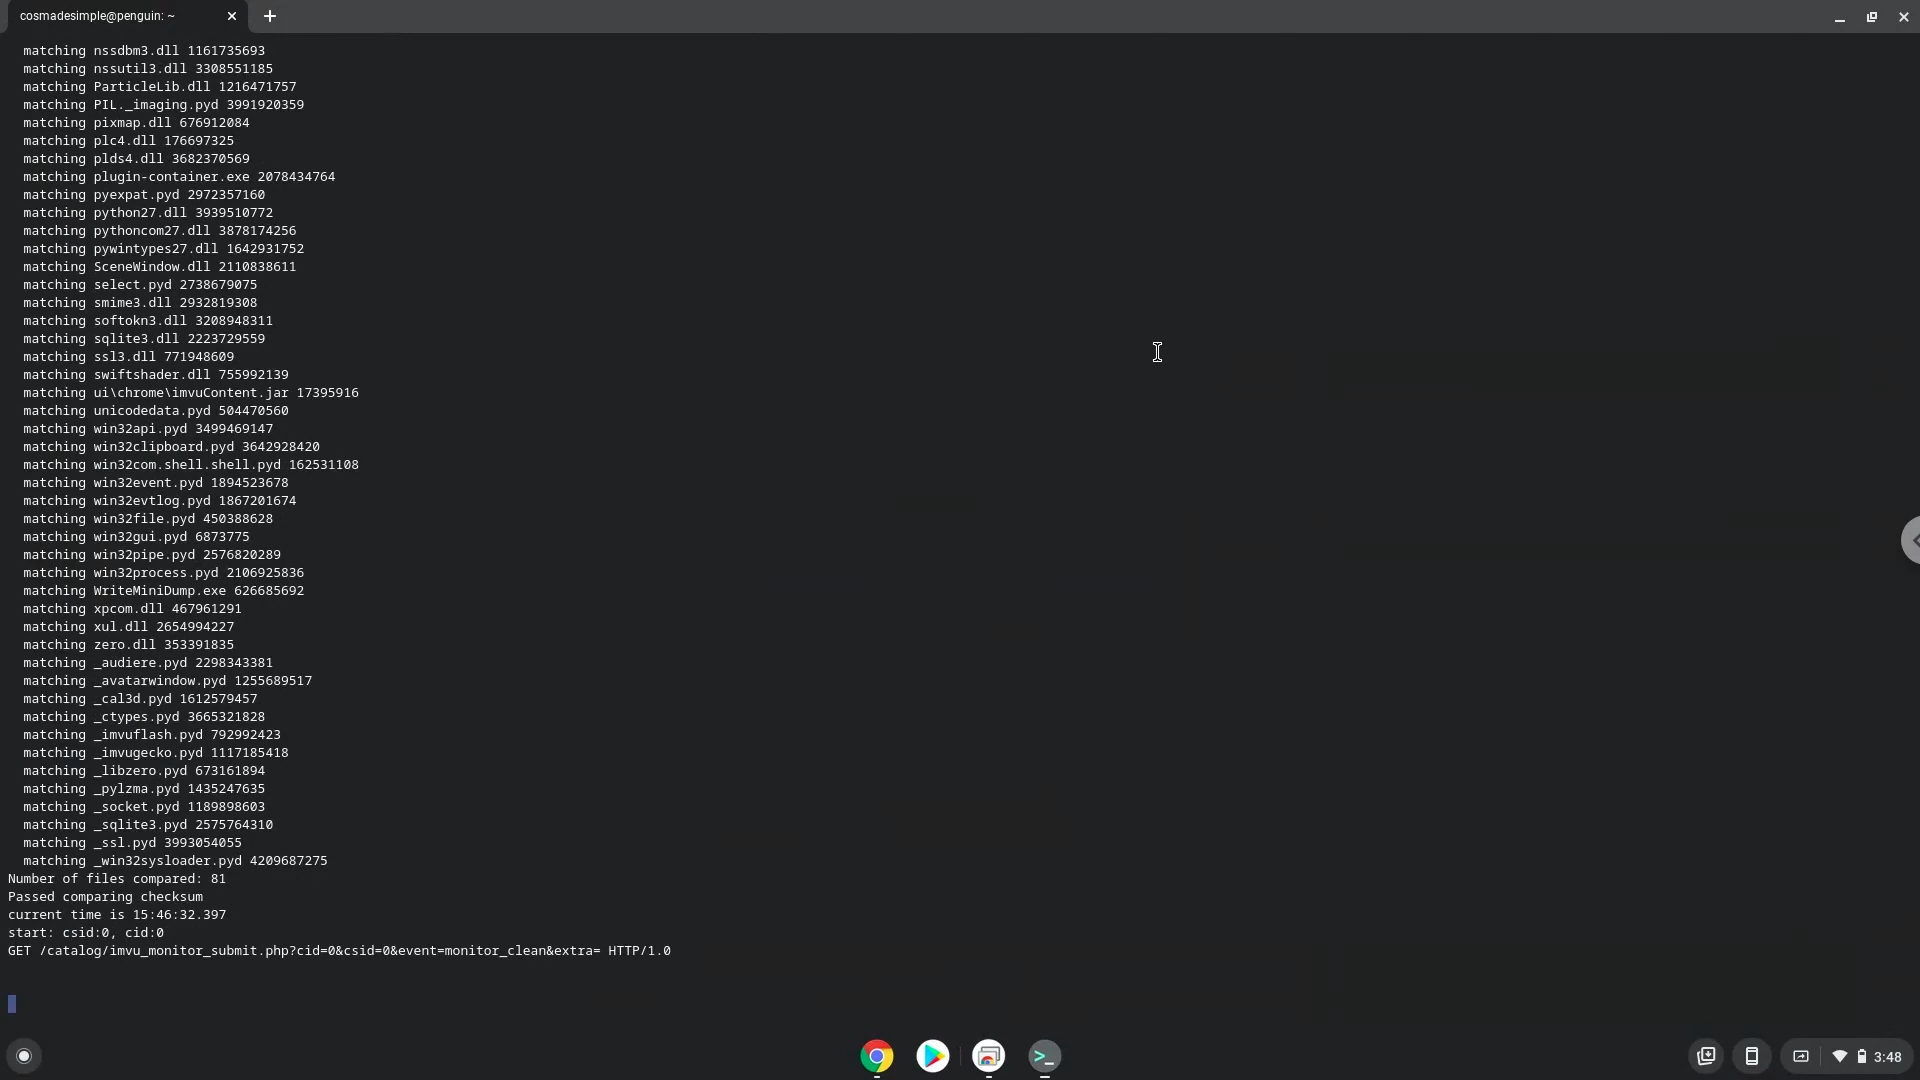 cosmadesimple@penguin: ~
matching nssdbm3.dll 1161735693
matching nssutil3.dll 3308551185
matching ParticleLib.dll 1216471757
matching PIL._imaging.pyd 3991920359
matching pixmap.dll 676912084
matching plc4.dll 176697325
matching plds4.dll 3682370569
matching plugin-container.exe 2078434764
matching pyexpat.pyd 2972357160
matching python27.dll 3939510772
matching pythoncom27.dll 3878174256
matching pywintypes27.dll 1642931752
matching SceneWindow.dll 2110838611
matching select.pyd 2738679075
matching smime3.dll 2932819308
matching softokn3.dll 3208948311
matching sqlite3.dll 2223729559
matching ssl3.dll 771948609
matching swiftshader.dll 755992139
matching ui\chrome\imvuContent.jar 17395916
matching unicodedata.pyd 504470560
matching win32api.pyd 3499469147
matching win32clipboard.pyd 3642928420
matching win32com.shell.shell.pyd 162531108
matching win32event.pyd 1894523678
matching win32evtlog.pyd 1867201674
matching win32file.pyd 450388628
matching win32gui.pyd 6873775
matching win32pipe.pyd 2576820289
matching win32process.pyd 2106925836
matching WriteMiniDump.exe 626685692
matching xpcom.dll 467961291
matching xul.dll 2654994227
matching zero.dll 353391835
matching _audiere.pyd 2298343381
matching _avatarwindow.pyd 1255689517
matching _cal3d.pyd 1612579457
matching _ctypes.pyd 3665321828
matching _imvuflash.pyd 792992423
matching _imvugecko.pyd 1117185418
matching _libzero.pyd 673161894
matching _pylzma.pyd 1435247635
matching _socket.pyd 1189898603
matching _sqlite3.pyd 2575764310
matching _ssl.pyd 3993054055
matching _win32sysloader.pyd 4209687275
Number of files compared: 81
Passed comparing checksum
current time is 15:46:32.397
start: csid:0, cid:0
GET /catalog/imvu_monitor_submit.php?cid=0&csid=0&event=monitor_clean&extra= HTTP/1.0
3:48